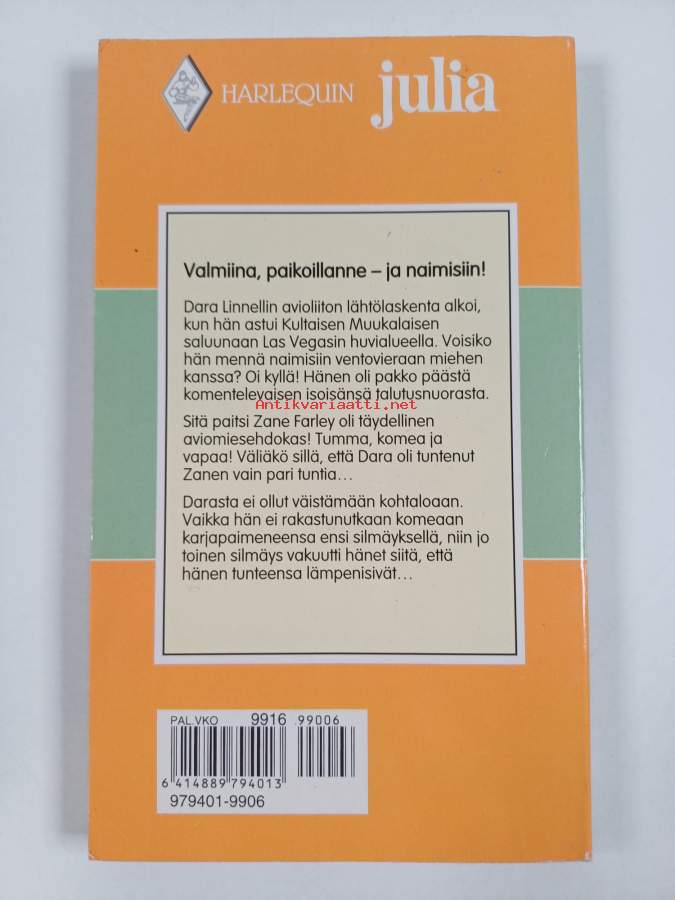 HARLEQUIN julia
Valmiina, paikoillanne – ja naimisiin!
Dara Linnellin avioliiton lähtölaskenta alkoi,
kun hän astui Kultaisen Muukalaisen
saluunaan Las Vegasin huvialueella. Voisiko
hän mennä naimisiin ventovieraan miehen
kanssa? Oi kyllä! Hänen oli pakko päästä
komentelevaisen isoisänsä talutusnuorasta.
Antikvariaatti.net
Sitä paitsi Zane Farley oli täydellinen
aviomiesehdokas! Tumma, komea ja
vapaa! Väliäkö sillä, että Dara oli tuntenut
Zanen vain pari tuntia…
Darasta ei ollut väistämään kohtaloaan.
Vaikka hän ei rakastunutkaan komeaan
karjapaimeneensa ensi silmäyksellä, niin jo
toinen silmäys vakuutti hänet siitä, että
hänen tunteensa lämpenisivät…
PAL.VKO 9916 99006
6 414889 794013
979401-9906